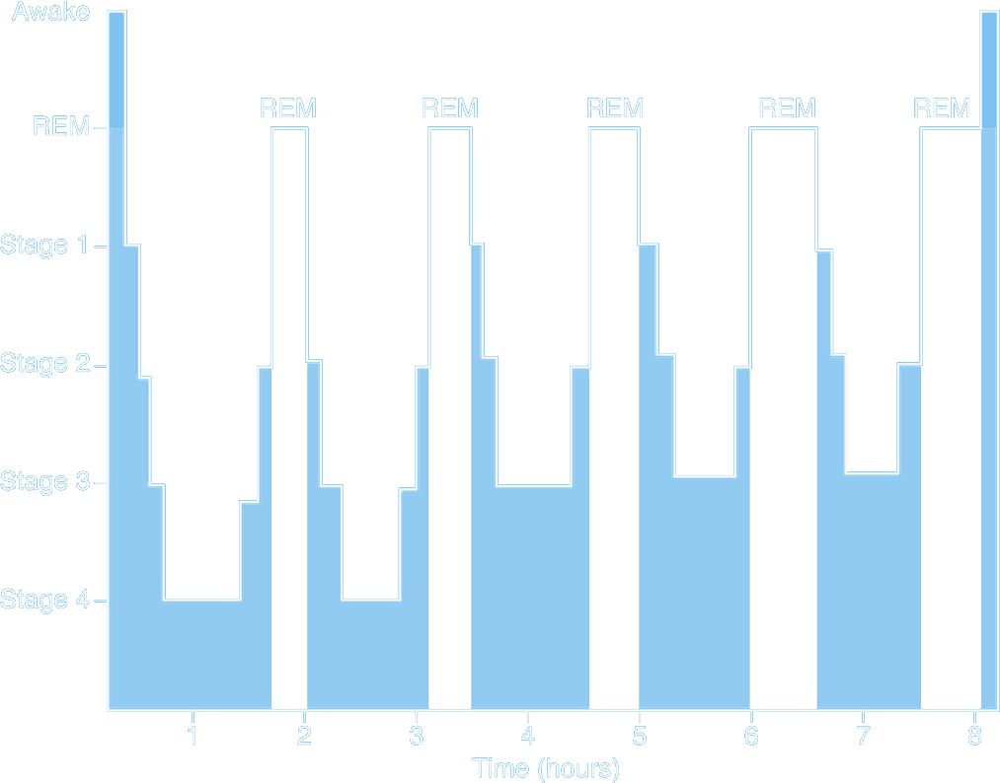 Awake
REM REM REM REM REM
REM
Stage 1
Stage 2
Stage 3
Stage 4
1 2 3 4 5 6 7 8
Time (hours)